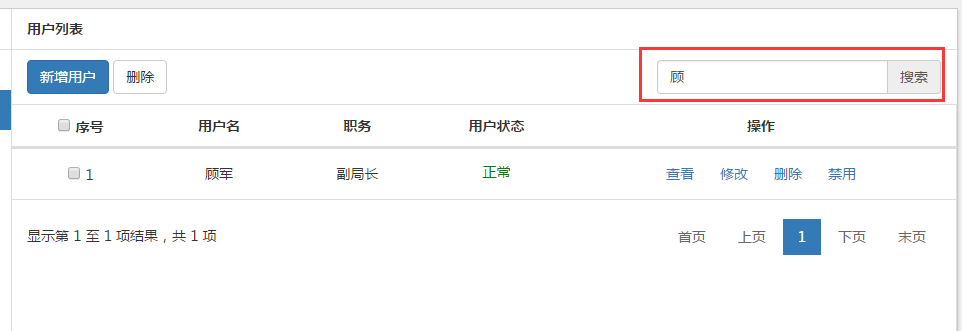 用户列表
新增用户 删除 顾 搜索
序号 用户名 职务 用户状态 操作
1 顾军 副局长 正常 查看 修改 删除 禁用
显示第 1 至 1 项结果，共 1 项 首页 上页 1 下页 末页